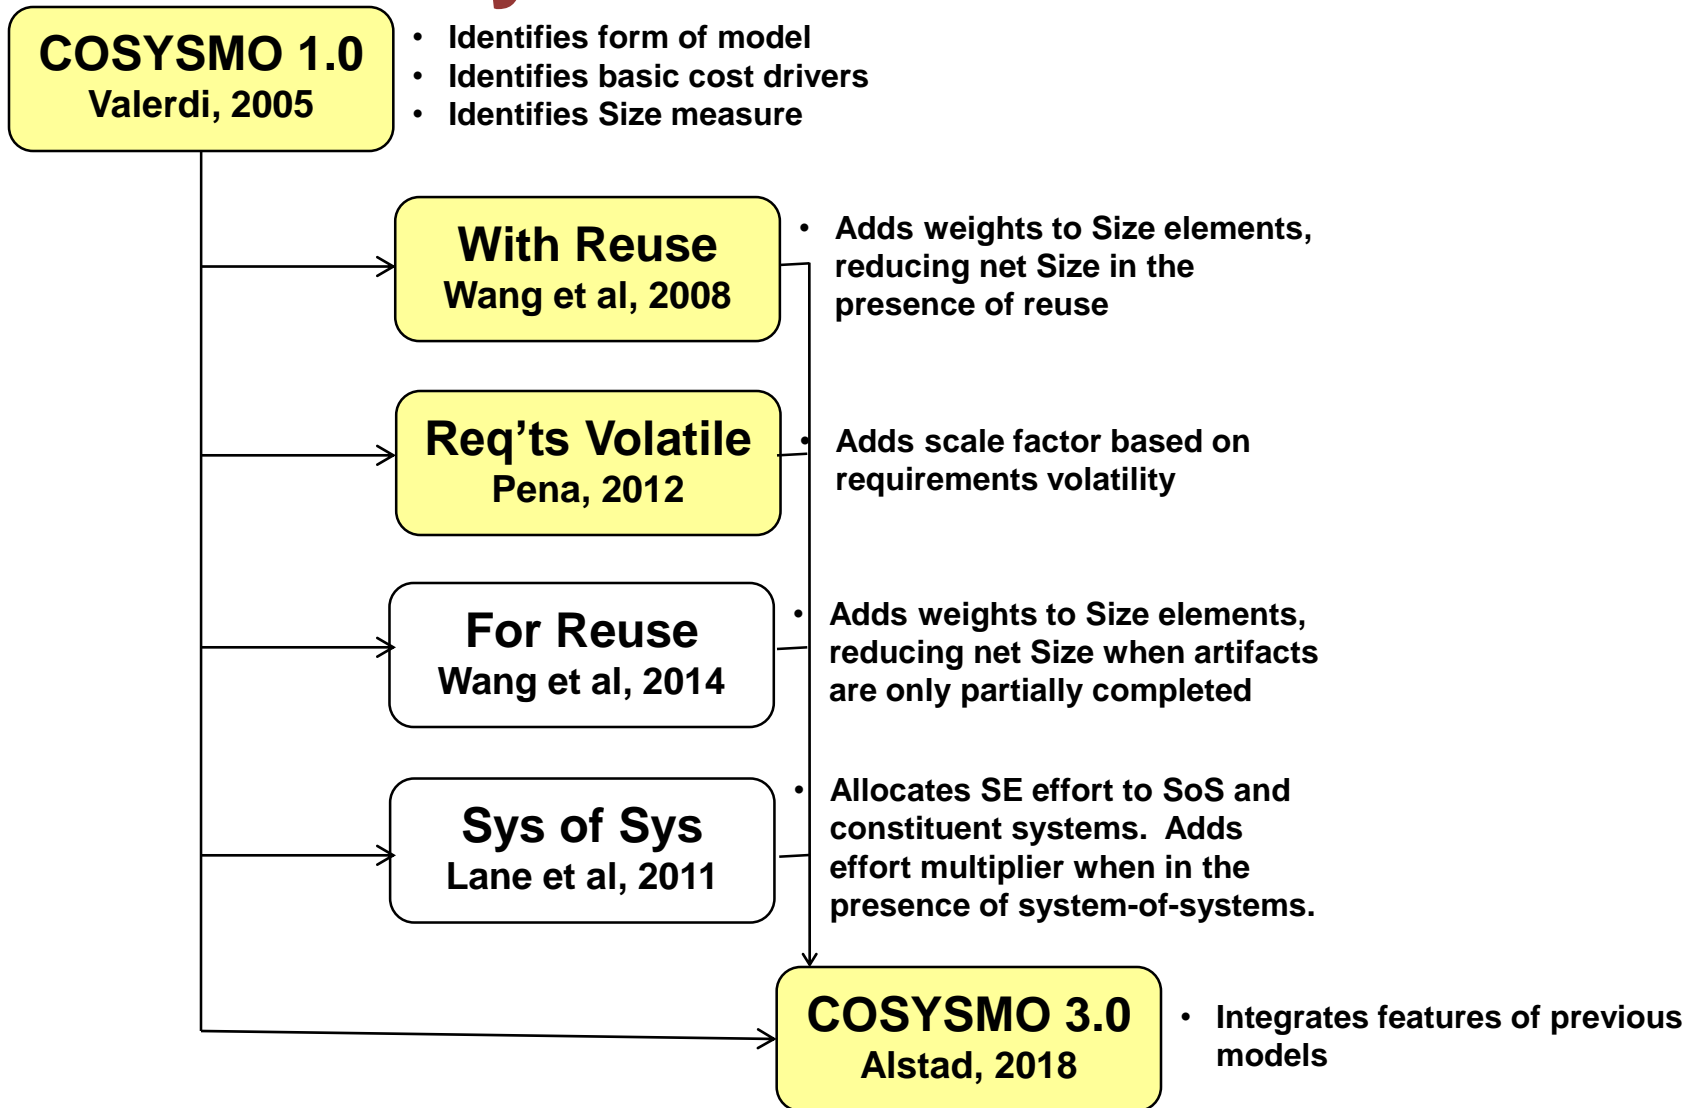 COSYSMO 1.0
Valerdi, 2005
• Identifies form of model
• Identifies basic cost drivers
• Identifies Size measure
With Reuse
Wang et al, 2008
• Adds weights to Size elements,
reducing net Size in the
presence of reuse
Req’ts Volatile
Pena, 2012
• Adds scale factor based on
requirements volatility
For Reuse
Wang et al, 2014
• Adds weights to Size elements,
reducing net Size when artifacts
are only partially completed
Sys of Sys
Lane et al, 2011
• Allocates SE effort to SoS and
constituent systems.  Adds
effort multiplier when in the
presence of system-of-systems.
COSYSMO 3.0
Alstad, 2018
• Integrates features of previous
models